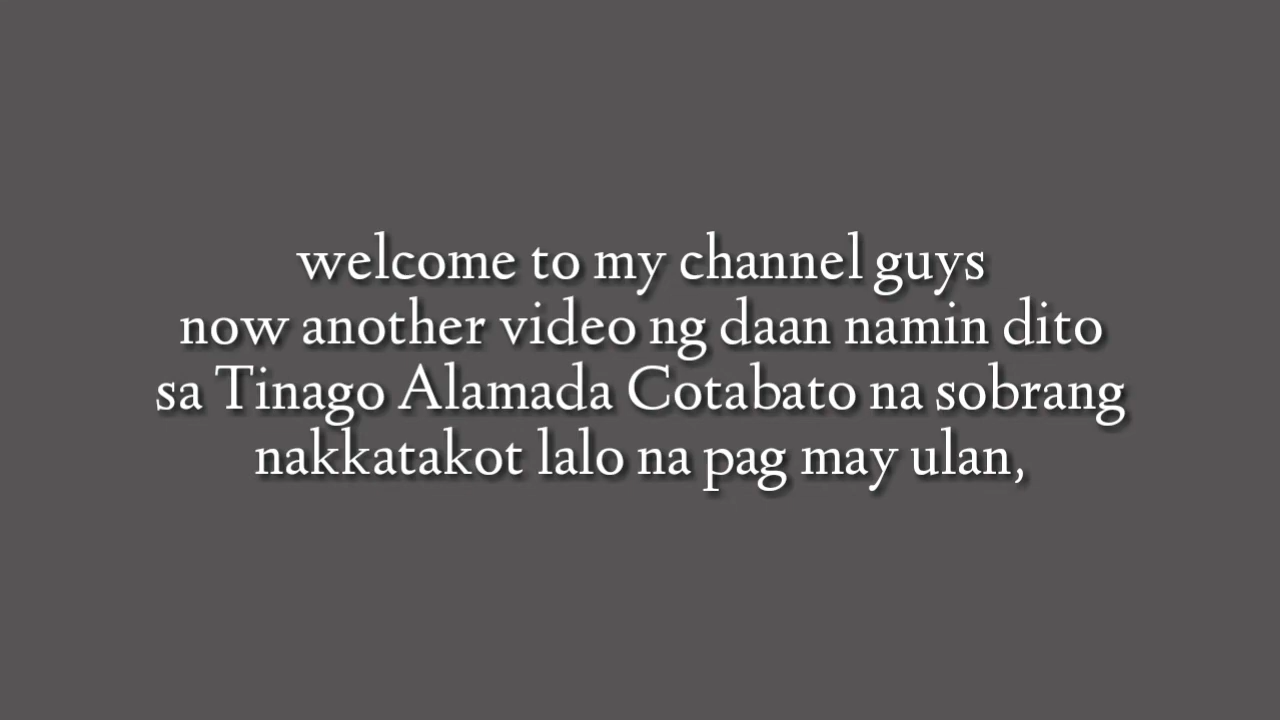 welcome to my channel guys
now another video ng daan namin dito
sa Tinago Alamada Cotabato na sobrang
nakkatakot lalo na pag may ulan,